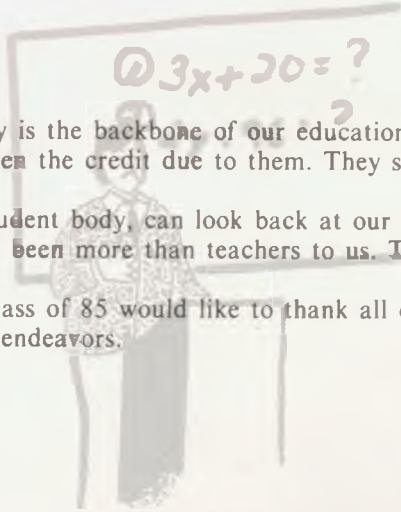 ① 3x+20=?
?
y is the backbone of our education
en the credit due to them. They s
udent body, can look back at our
been more than teachers to us. I
ass of 85 would like to thank all
endeavors.